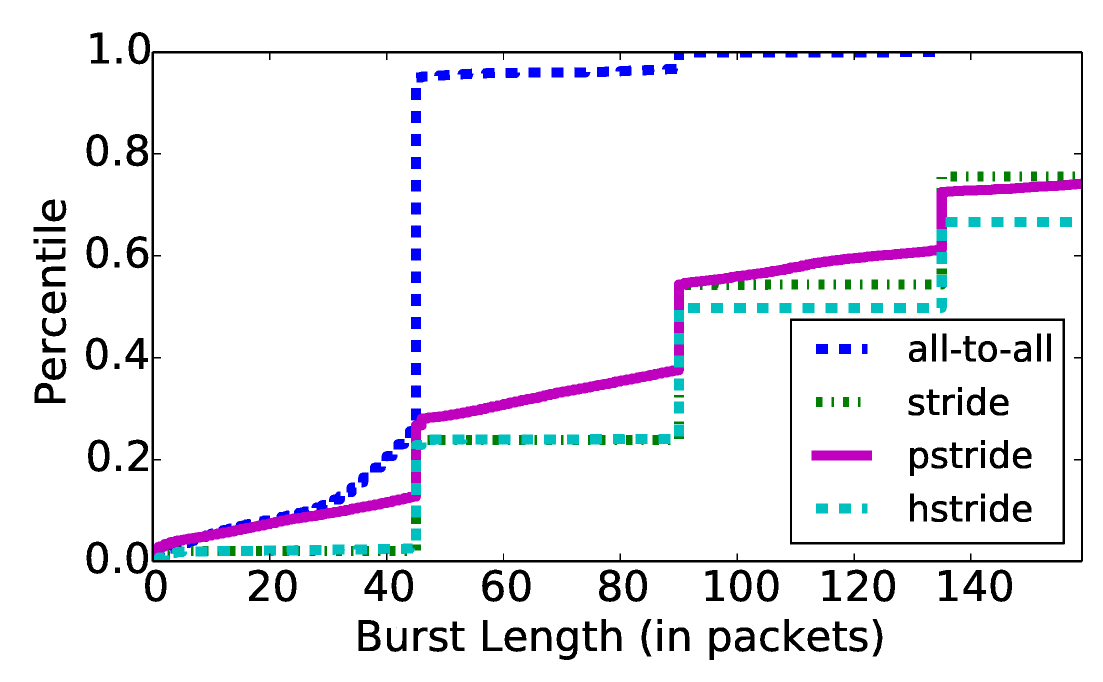 1.0
0.8
0.6
0.4
0.2
0.0
Percentile
0 20 40 60 80 100 120 140
Burst Length (in packets)
all-to-all
stride
pstride
hstride